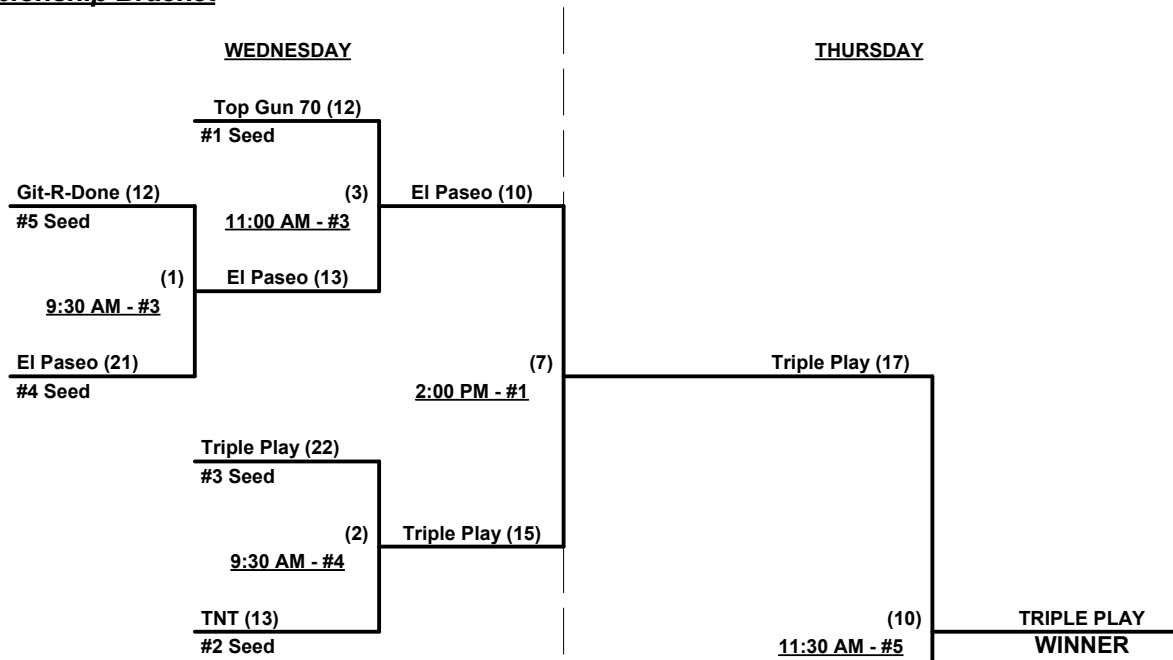 WEDNESDAY
THURSDAY
Top Gun 70 (12)
#1 Seed
Git-R-Done (12)
(3)
El Paseo (10)
#5 Seed
11:00 AM - #3
(1)
El Paseo (13)
9:30 AM - #3
El Paseo (21)
(7)
Triple Play (17)
#4 Seed
2:00 PM - #1
Triple Play (22)
#3 Seed
(2)
Triple Play (15)
9:30 AM - #4
TNT (13)
(10)
TRIPLE PLAY
#2 Seed
11:30 AM - #5
WINNER